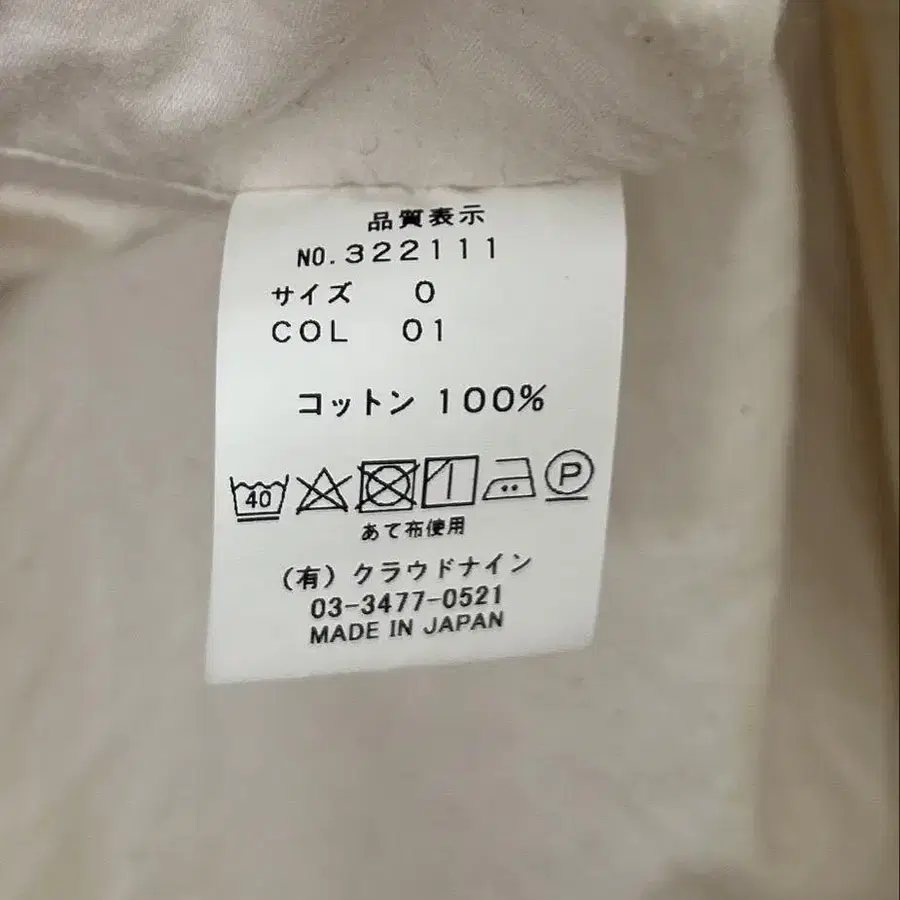 品質表示
NO.322111
サイズ 0
COL 01
コットン 100%
40 P
あて布使用
(有) クラウドナイン
03-3477-0521
MADE IN JAPAN